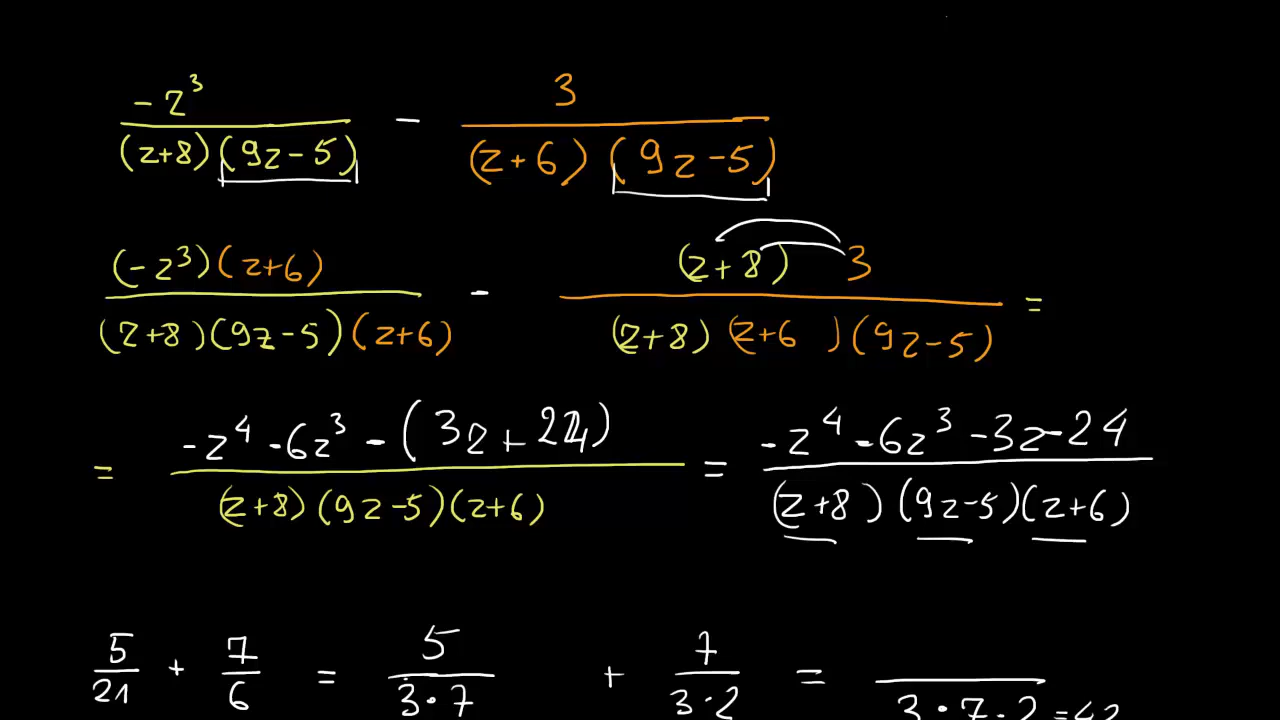 -z³/((z+8)(9z-5)) - 3/((z+6)(9z-5))
(-z³)(z+6)/((z+8)(9z-5)(z+6)) - (z+8)3/((z+8)(z+6)(9z-5)) =
= (-z⁴-6z³-(3z+24))/((z+8)(9z-5)(z+6)) = (-z⁴-6z³-3z-24)/((z+8)(9z-5)(z+6))
5/21 + 7/6 = 5/(3·7) + 7/(3·2) = /(3·7·2) =42